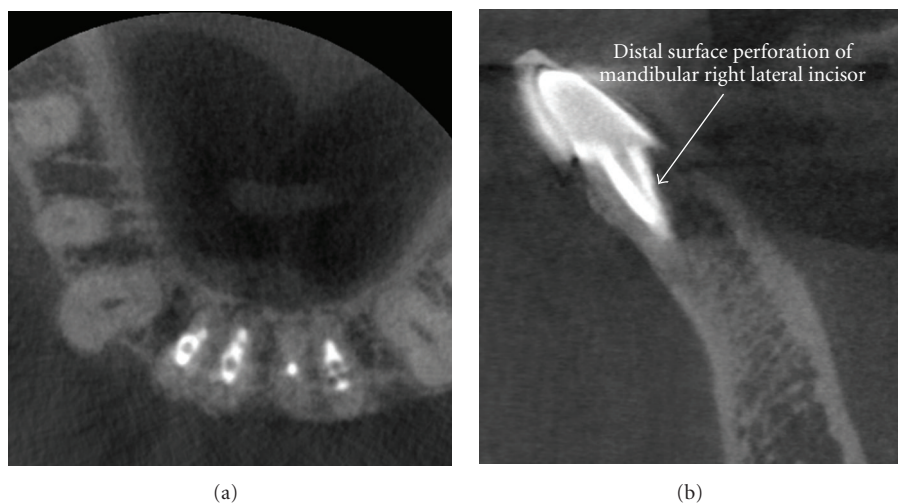 Distal surface perforation of
mandibular right lateral incisor
(a)
(b)